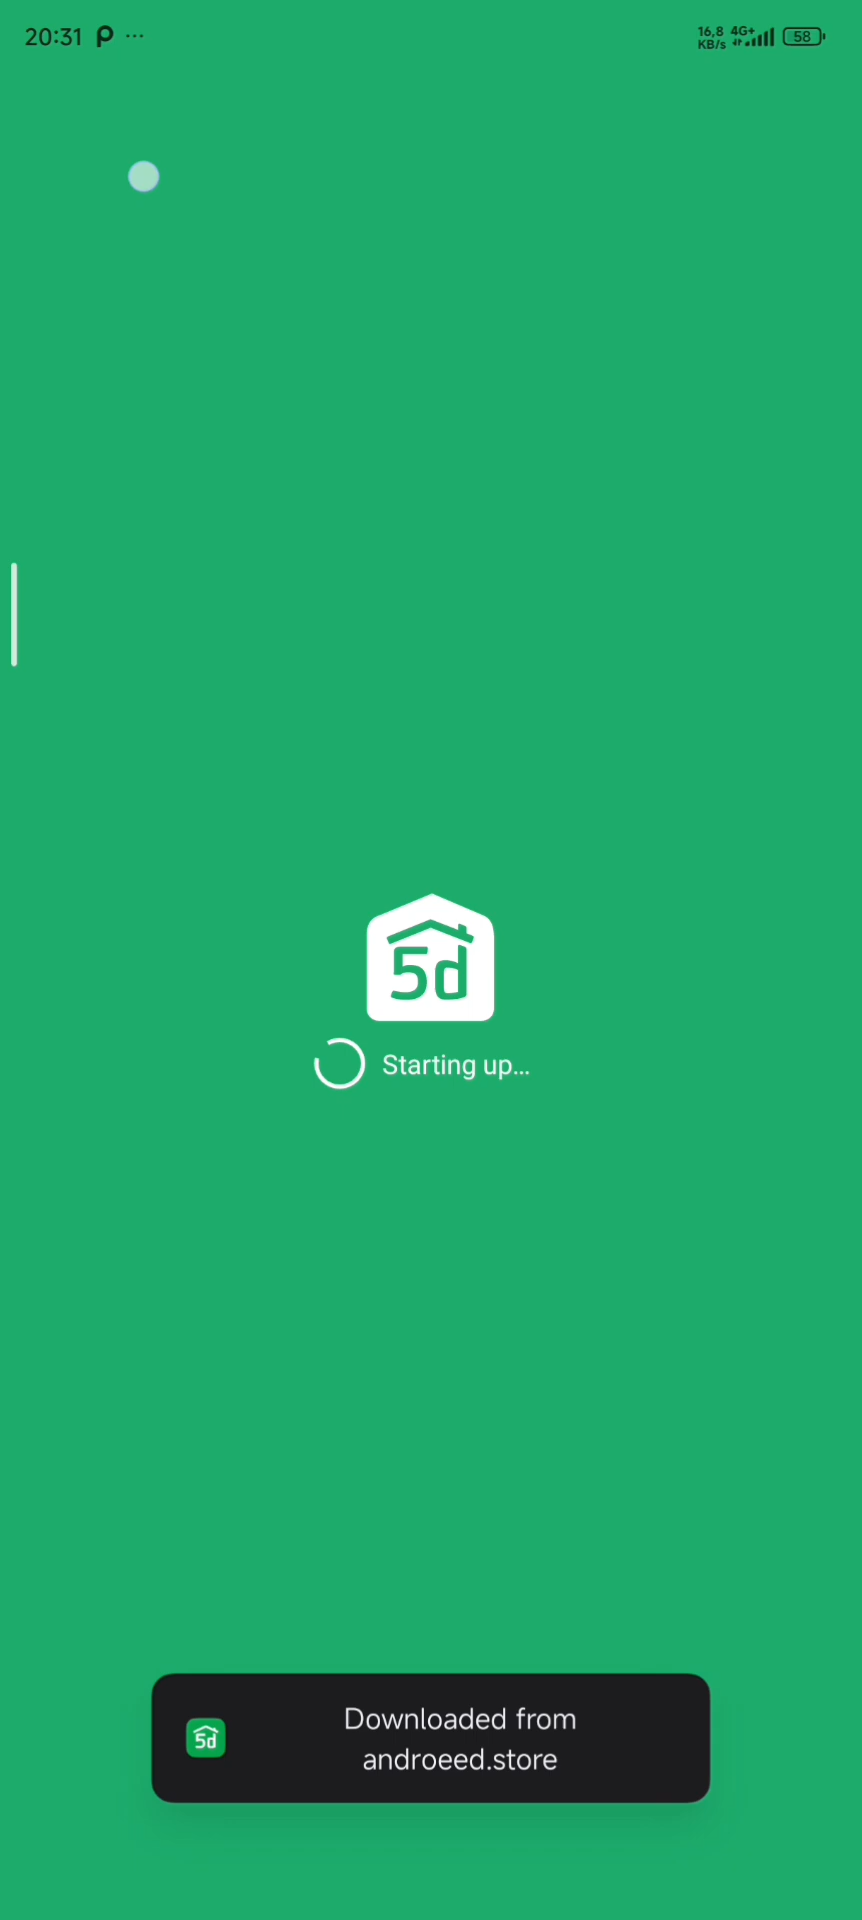 20:31
16,8 4G+
KB/s
58
5d
Starting up...
5d
Downloaded from
androeed.store